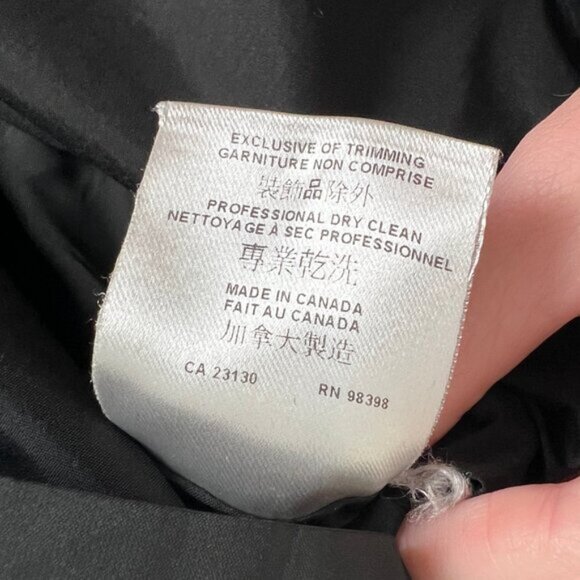 EXCLUSIVE OF TRIMMING
GARNITURE NON COMPRISE
裝飾品除外
PROFESSIONAL DRY CLEAN
NETTOYAGE À SEC PROFESSIONNEL
專業乾洗
MADE IN CANADA
FAIT AU CANADA
加拿大製造
CA 23130 RN 98398